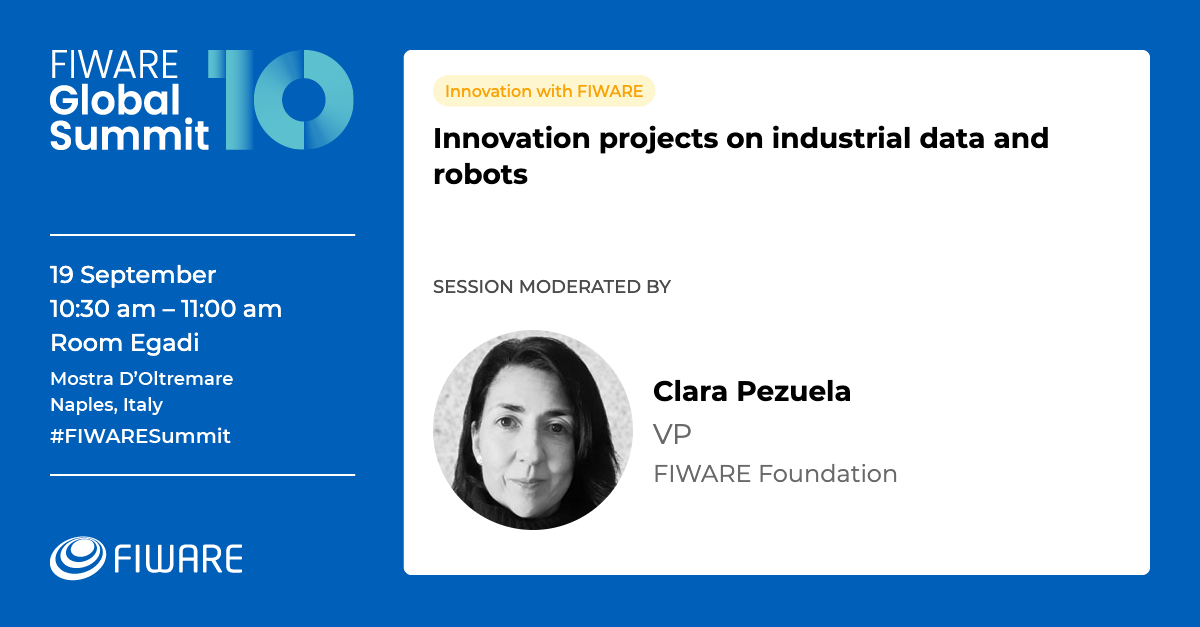 FIWARE
Global
Summit
10
19 September
10:30 am – 11:00 am
Room Egadi
Mostra D’Oltremare
Naples, Italy
#FIWARESummit
FIWARE
Innovation with FIWARE
Innovation projects on industrial data and
robots
SESSION MODERATED BY
Clara Pezuela
VP
FIWARE Foundation